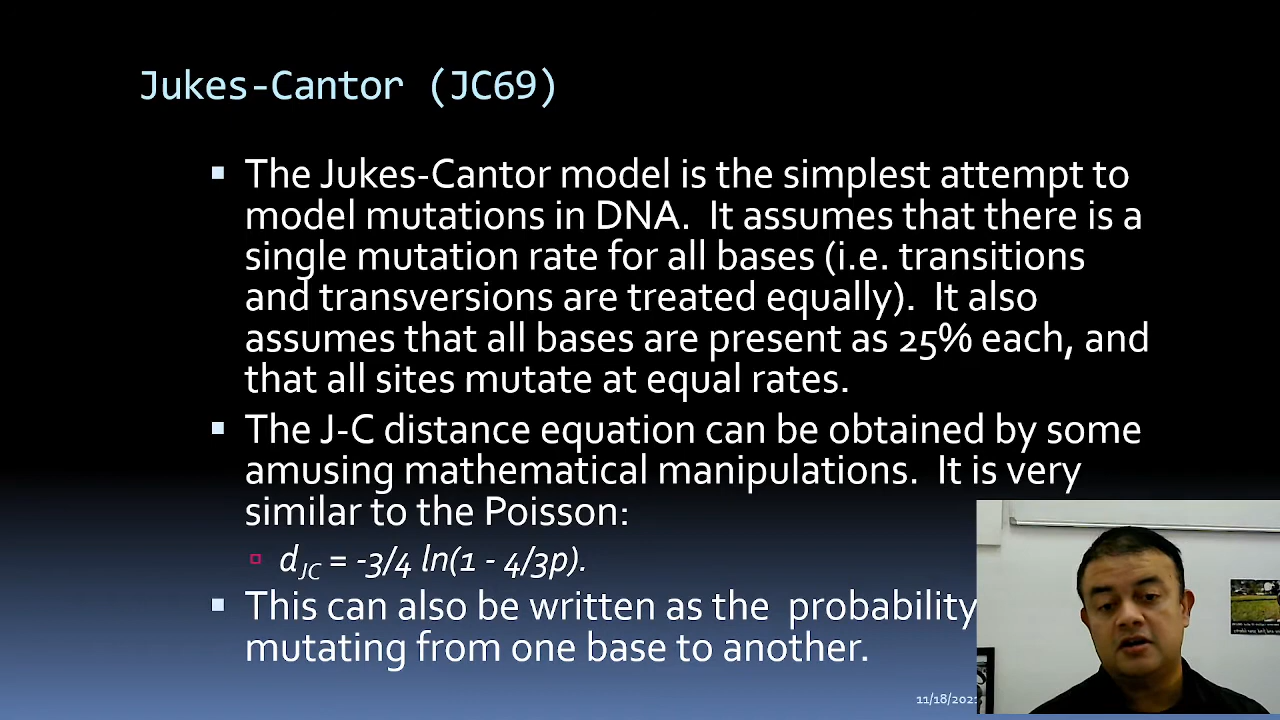 Jukes-Cantor (JC69)
The Jukes-Cantor model is the simplest attempt to
model mutations in DNA. It assumes that there is a
single mutation rate for all bases (i.e. transitions
and transversions are treated equally). It also
assumes that all bases are present as 25% each, and
that all sites mutate at equal rates.
The J-C distance equation can be obtained by some
amusing mathematical manipulations. It is very
similar to the Poisson:
dJC = -3/4 ln(1 - 4/3p).
This can also be written as the probability
mutating from one base to another.